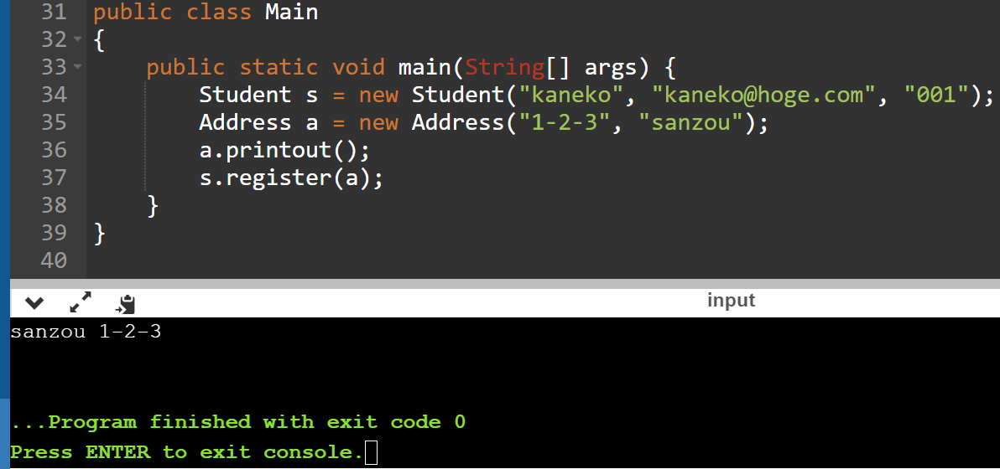 31 public class Main
32 {
33 public static void main(String[] args) {
34 Student s = new Student("kaneko", "kaneko@hoge.com", "001");
35 Address a = new Address("1-2-3", "sanzou");
36 a.printout();
37 s.register(a);
38 }
39 }
40
input
sanzou 1-2-3
...Program finished with exit code 0
Press ENTER to exit console.